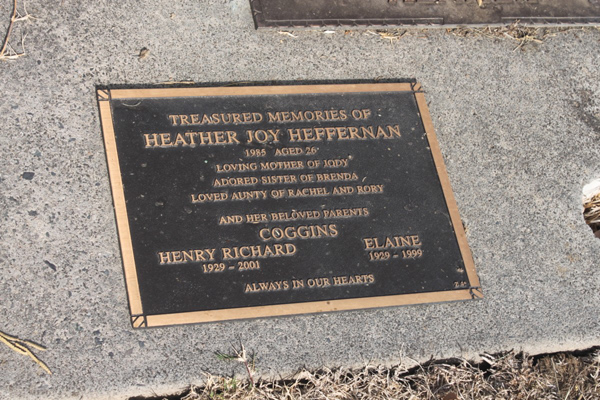 TREASURED MEMORIES OF
HEATHER JOY HEFFERNAN
1985 AGED 26
LOVING MOTHER OF JODY
ADORED SISTER OF BRENDA
LOVED AUNTY OF RACHEL AND RORY
AND HER BELOVED PARENTS
COGGINS
HENRY RICHARD
1929 - 2001
ELAINE
1929 - 1999
ALWAYS IN OUR HEARTS